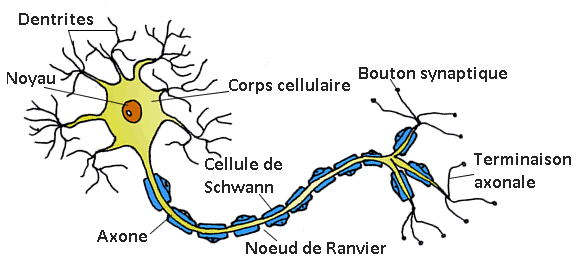 Dentrites
Noyau
Corps cellulaire
Bouton synaptique
Cellule de
Schwann
Terminaison
axonale
Axone
Noeud de Ranvier